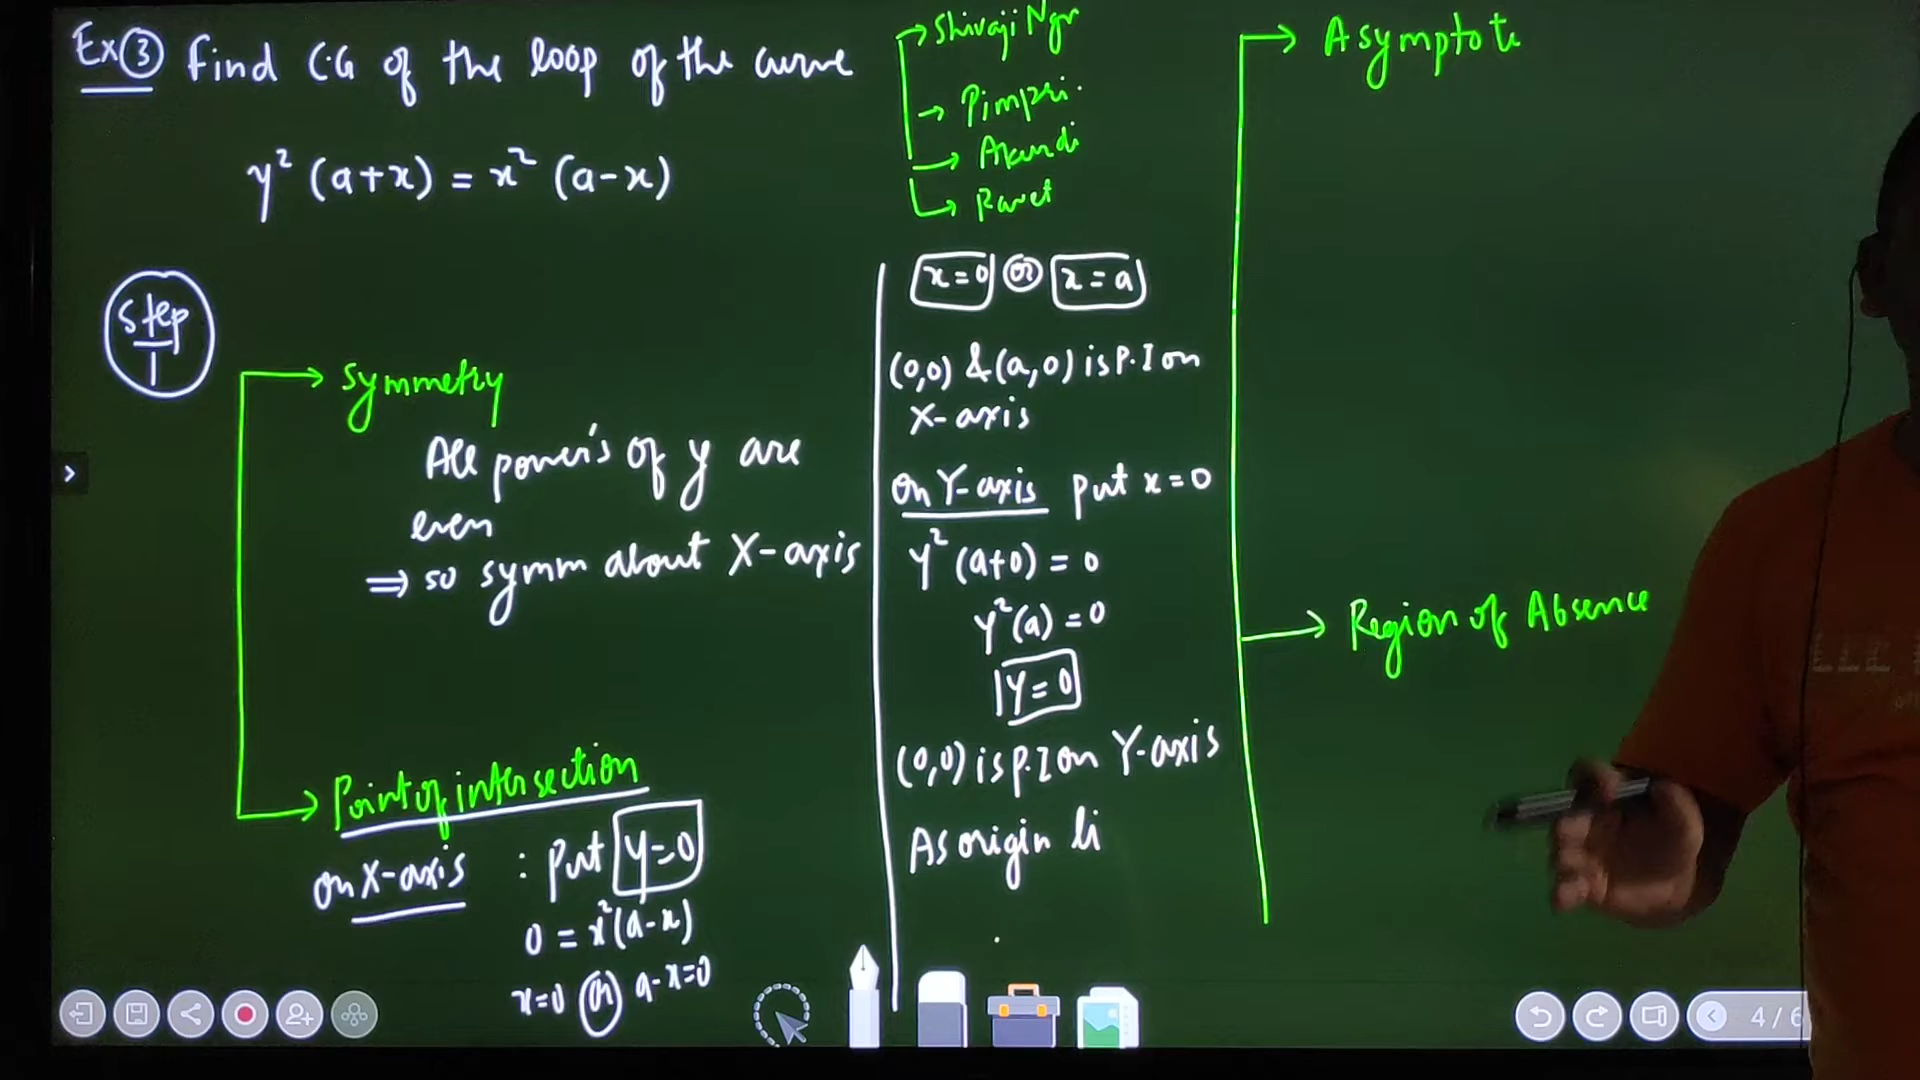 Ex ③ Find C.G of the loop of the curve
y² (a+x) = x² (a-x)
→ Shivaji Ngr
→ Pimpri.
→ Akurdi
→ Ravet
Step 1
→ Symmetry
All power's of y are
even
⇒ so symm about X-axis
→ Point of intersection
on X-axis : put y=0
0 = x²(a-x)
x=0 or a-x=0
x=0 or x=a
(0,0) & (a,0) is P.I on
X-axis
on Y-axis put x=0
Y²(a+0) = 0
Y²(a) = 0
Y=0
(0,0) is P.I on Y-axis
As origin li
→ Asymptote
→ Region of Absence
4 / 6